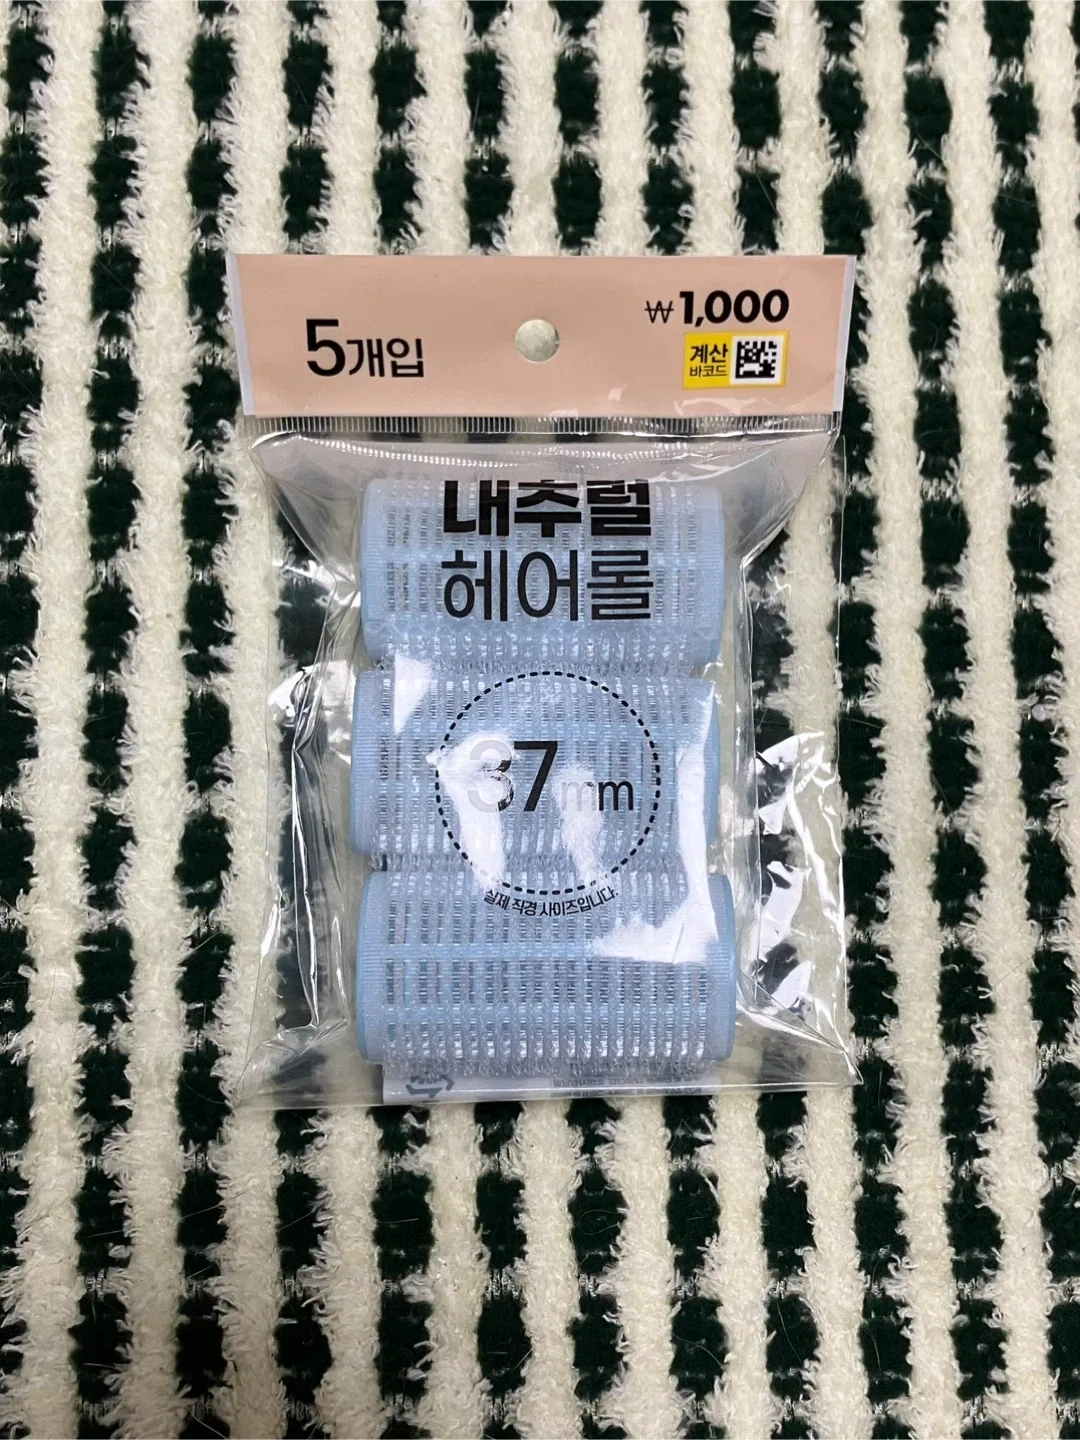 5개입
₩1,000
계산
바코드
내추럴
헤어롤
37mm
실제 직경 사이즈입니다.